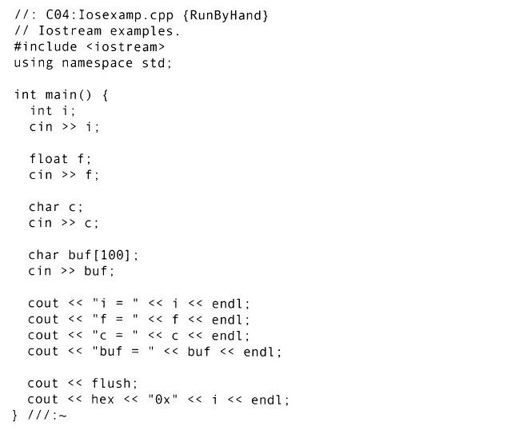 //: C04:Iosexamp.cpp {RunByHand}
// Iostream examples.
#include <iostream>
using namespace std;

int main() {
  int i;
  cin >> i;

  float f;
  cin >> f;

  char c;
  cin >> c;

  char buf[100];
  cin >> buf;

  cout << "i = " << i << endl;
  cout << "f = " << f << endl;
  cout << "c = " << c << endl;
  cout << "buf = " << buf << endl;

  cout << flush;
  cout << hex << "0x" << i << endl;
} ///:~